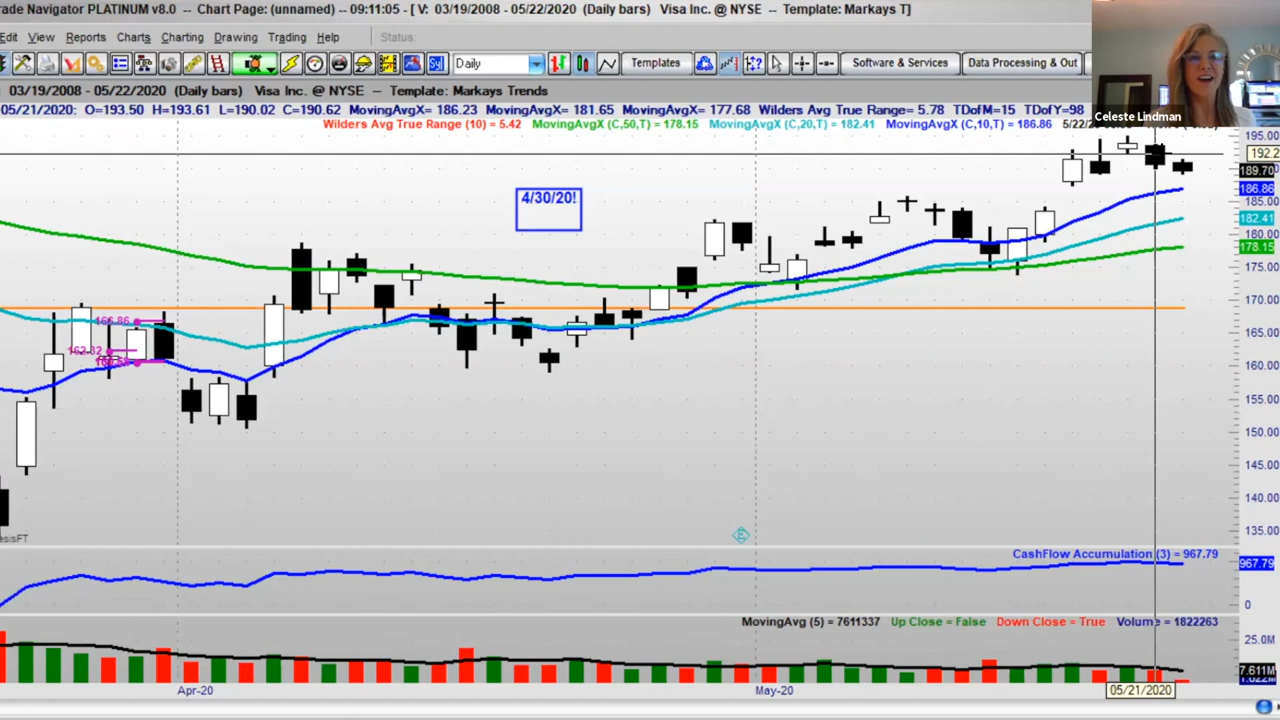 rade Navigator PLATINUM v8.0 -- Chart Page: (unnamed) -- 09:11:05 - [ V: 03/19/2008 - 05/22/2020 (Daily bars) Visa Inc. @ NYSE -- Template: Markays T]
Edit View Reports Charts Charting Drawing Trading Help Status:
Daily Templates Software & Services Data Processing & Out
03/19/2008 - 05/22/2020 (Daily bars) Visa Inc. @ NYSE -- Template: Markays Trends
05/21/2020: O=193.50 H=193.61 L=190.02 C=190.62 MovingAvgX= 186.23 MovingAvgX= 181.65 MovingAvgX= 177.68 Wilders Avg True Range= 5.78 TDofM=15 TDofY=98
Celeste Lindman
Wilders Avg True Range (10) = 5.42 MovingAvgX (C,50,T) = 178.15 MovingAvgX (C,20,T) = 182.41 MovingAvgX (C,10,T) = 186.86
195.00
192.2
189.70
186.86
185.00
182.41
180.00
178.15
175.00
170.00
165.00
160.00
155.00
150.00
145.00
140.00
135.00
4/30/20!
166.86
E
CashFlow Accumulation (3) = 967.79
967.79
0
MovingAvg (5) = 7611337 Up Close = False Down Close = True Volume = 1822263
25.0M
7.611M
Apr-20 May-20 05/21/2020